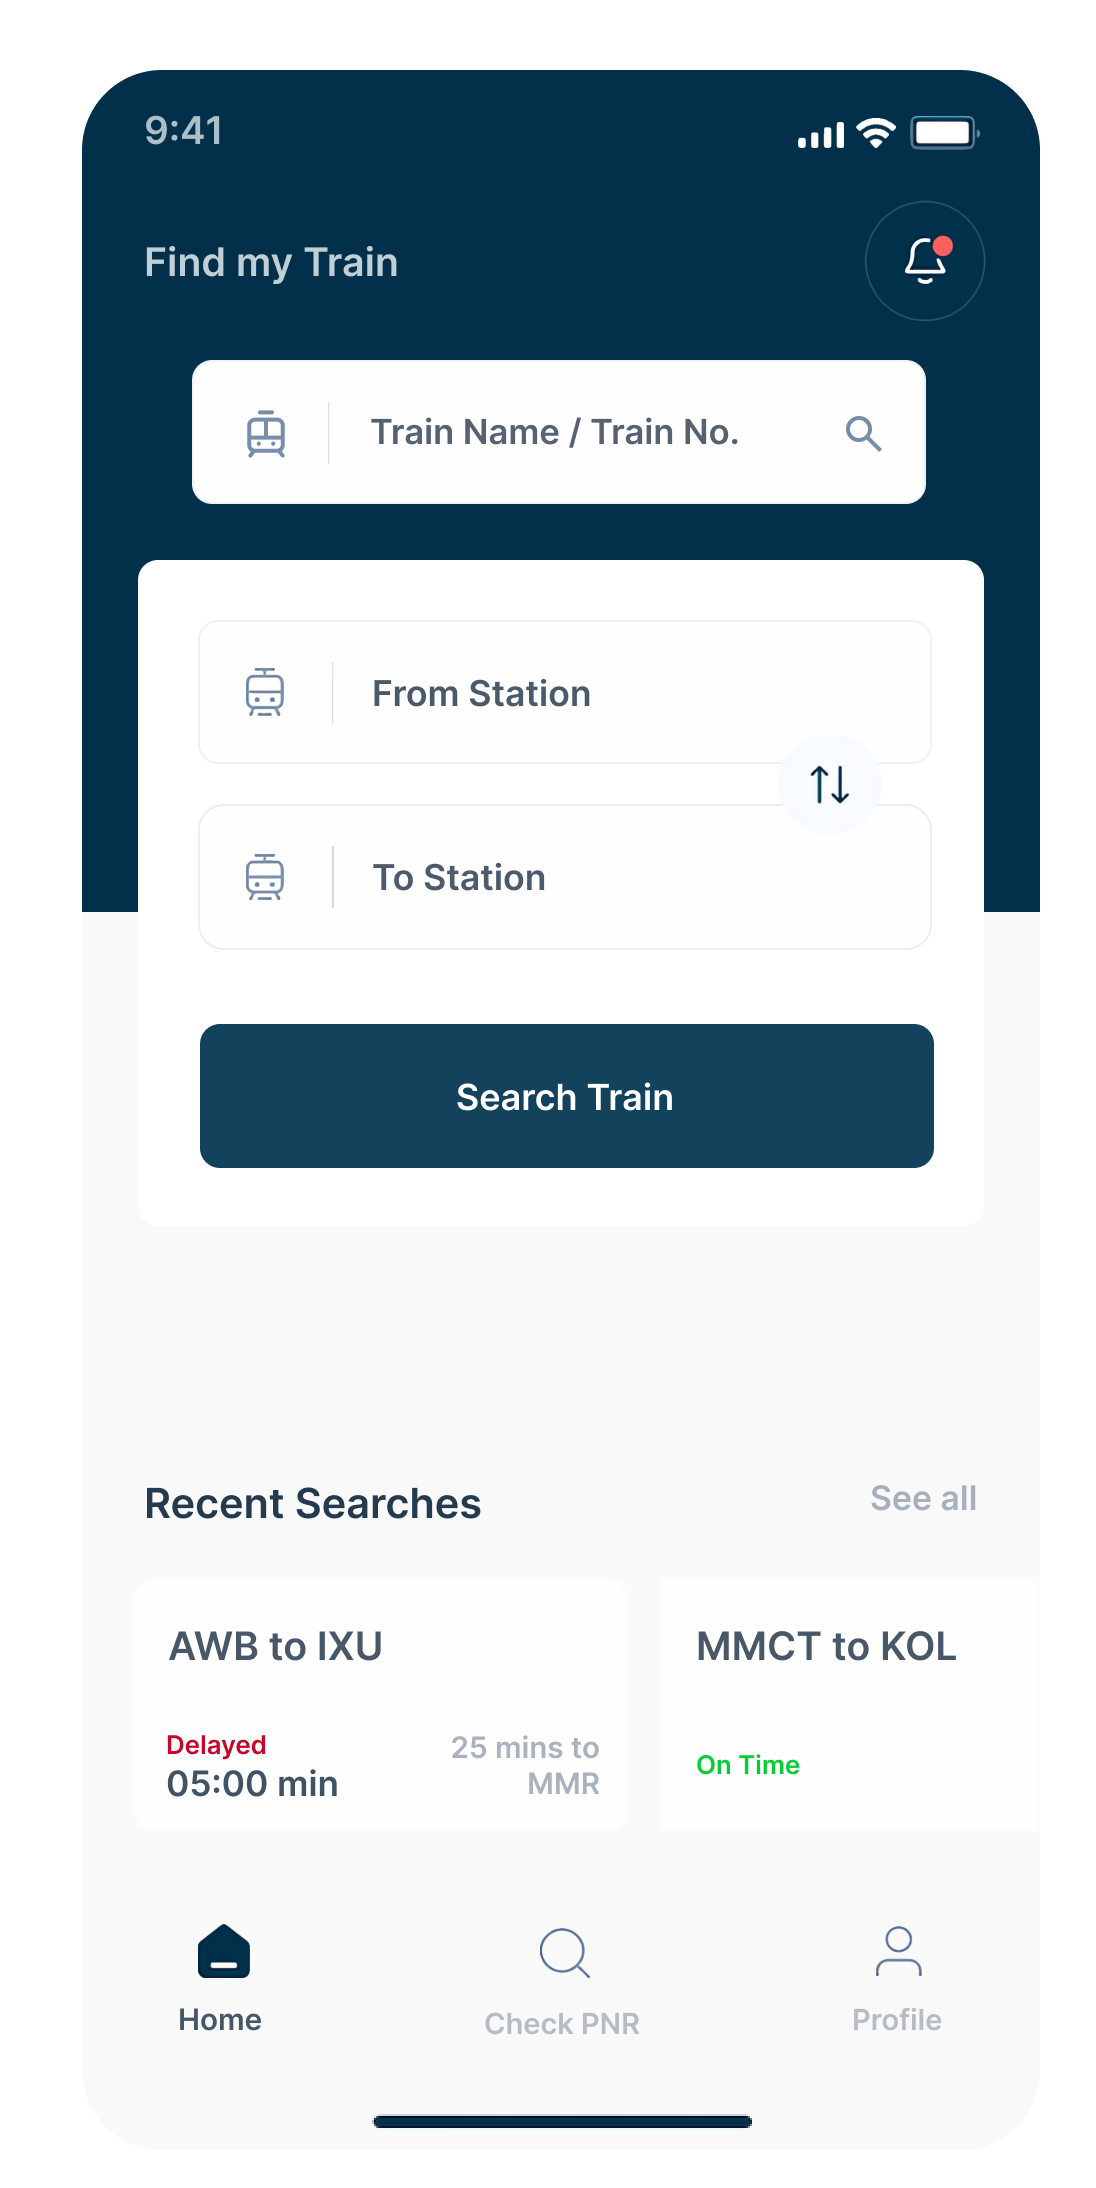 9:41
Find my Train
Train Name / Train No.
From Station
To Station
Search Train
Recent Searches
See all
AWB to IXU
Delayed
05:00 min
25 mins to
MMR
MMCT to KOL
On Time
Home
Check PNR
Profile